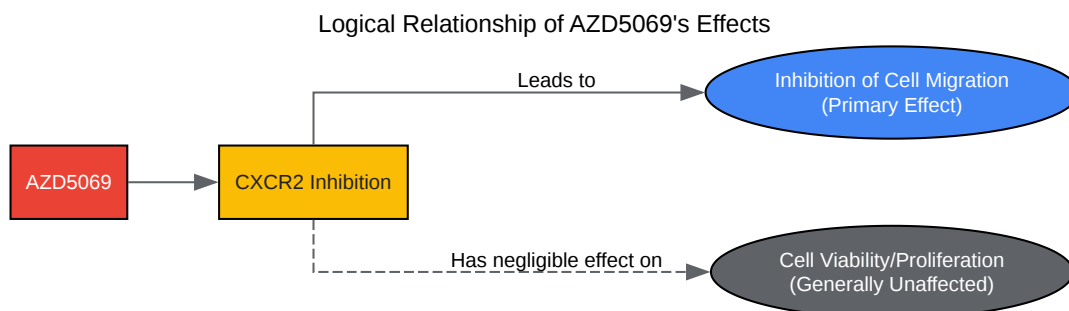 Logical Relationship of AZD5069's Effects
Leads to
Inhibition of Cell Migration
(Primary Effect)
AZD5069
CXCR2 Inhibition
Has negligible effect on
Cell Viability/Proliferation
(Generally Unaffected)